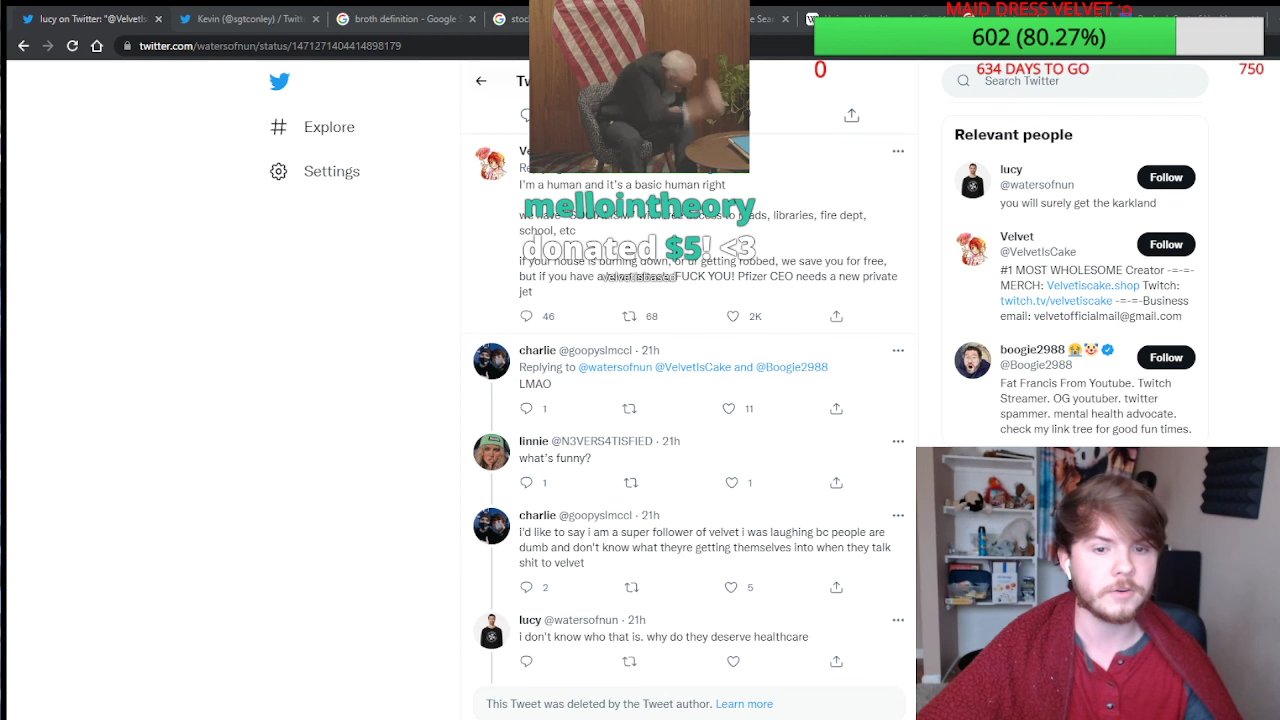 lucy on Twitter: "@VelvetIs
Kevin (@sgtconley) / Twitt
broth definition - Google S
MAID DRESS VELVET :o
602 (80.27%)
0
634 DAYS TO GO
750
twitter.com/watersofnun/status/1471271404414898179
Search Twitter
Explore
Settings
I'm a human and it's a basic human right
libraries, fire dept,
school, etc
if your house is burning down, or ur getting robbed, we save you for free,
but if you have a
FUCK YOU! Pfizer CEO needs a new private
jet
46
68
2K
mellointheory
donated $5! <3
velvetisbased
charlie @goopyslmccl · 21h
Replying to @watersofnun @VelvetIsCake and @Boogie2988
LMAO
1
11
linnie @N3VERS4TISFIED · 21h
what's funny?
1
1
charlie @goopyslmccl · 21h
i'd like to say i am a super follower of velvet i was laughing bc people are
dumb and don't know what theyre getting themselves into when they talk
shit to velvet
2
5
lucy @watersofnun · 21h
i don't know who that is. why do they deserve healthcare
This Tweet was deleted by the Tweet author. Learn more
Relevant people
lucy
@watersofnun
Follow
you will surely get the karkland
Velvet
@VelvetIsCake
Follow
#1 MOST WHOLESOME Creator -=-=-
MERCH: Velvetiscake.shop Twitch:
twitch.tv/velvetiscake -=-=-Business
email: velvetofficialmail@gmail.com
boogie2988
@Boogie2988
Follow
Fat Francis From Youtube. Twitch
Streamer. OG youtuber. twitter
spammer. mental health advocate.
check my link tree for good fun times.